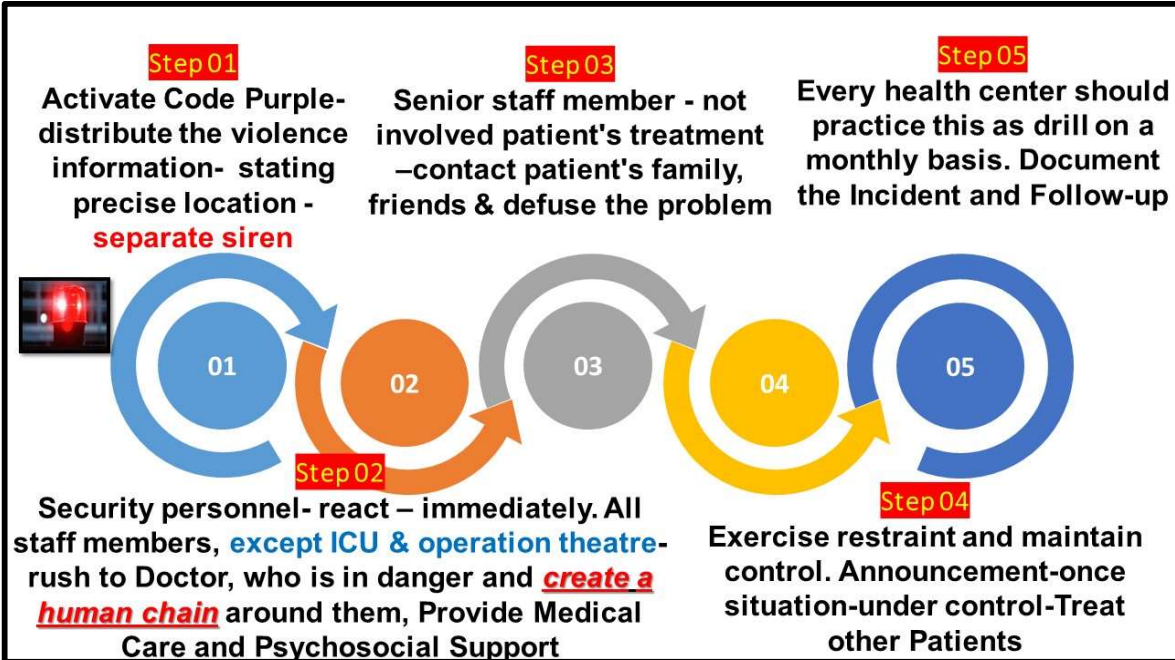 Step 01
Activate Code Purple-
distribute the violence
information- stating
precise location -
separate siren
Step 03
Senior staff member - not
involved patient's treatment
–contact patient's family,
friends & defuse the problem
Step 05
Every health center should
practice this as drill on a
monthly basis. Document
the Incident and Follow-up
01
02
03
04
05
Step 02
Security personnel- react – immediately. All
staff members, except ICU & operation theatre-
rush to Doctor, who is in danger and create a
human chain around them, Provide Medical
Care and Psychosocial Support
Step 04
Exercise restraint and maintain
control. Announcement-once
situation-under control-Treat
other Patients